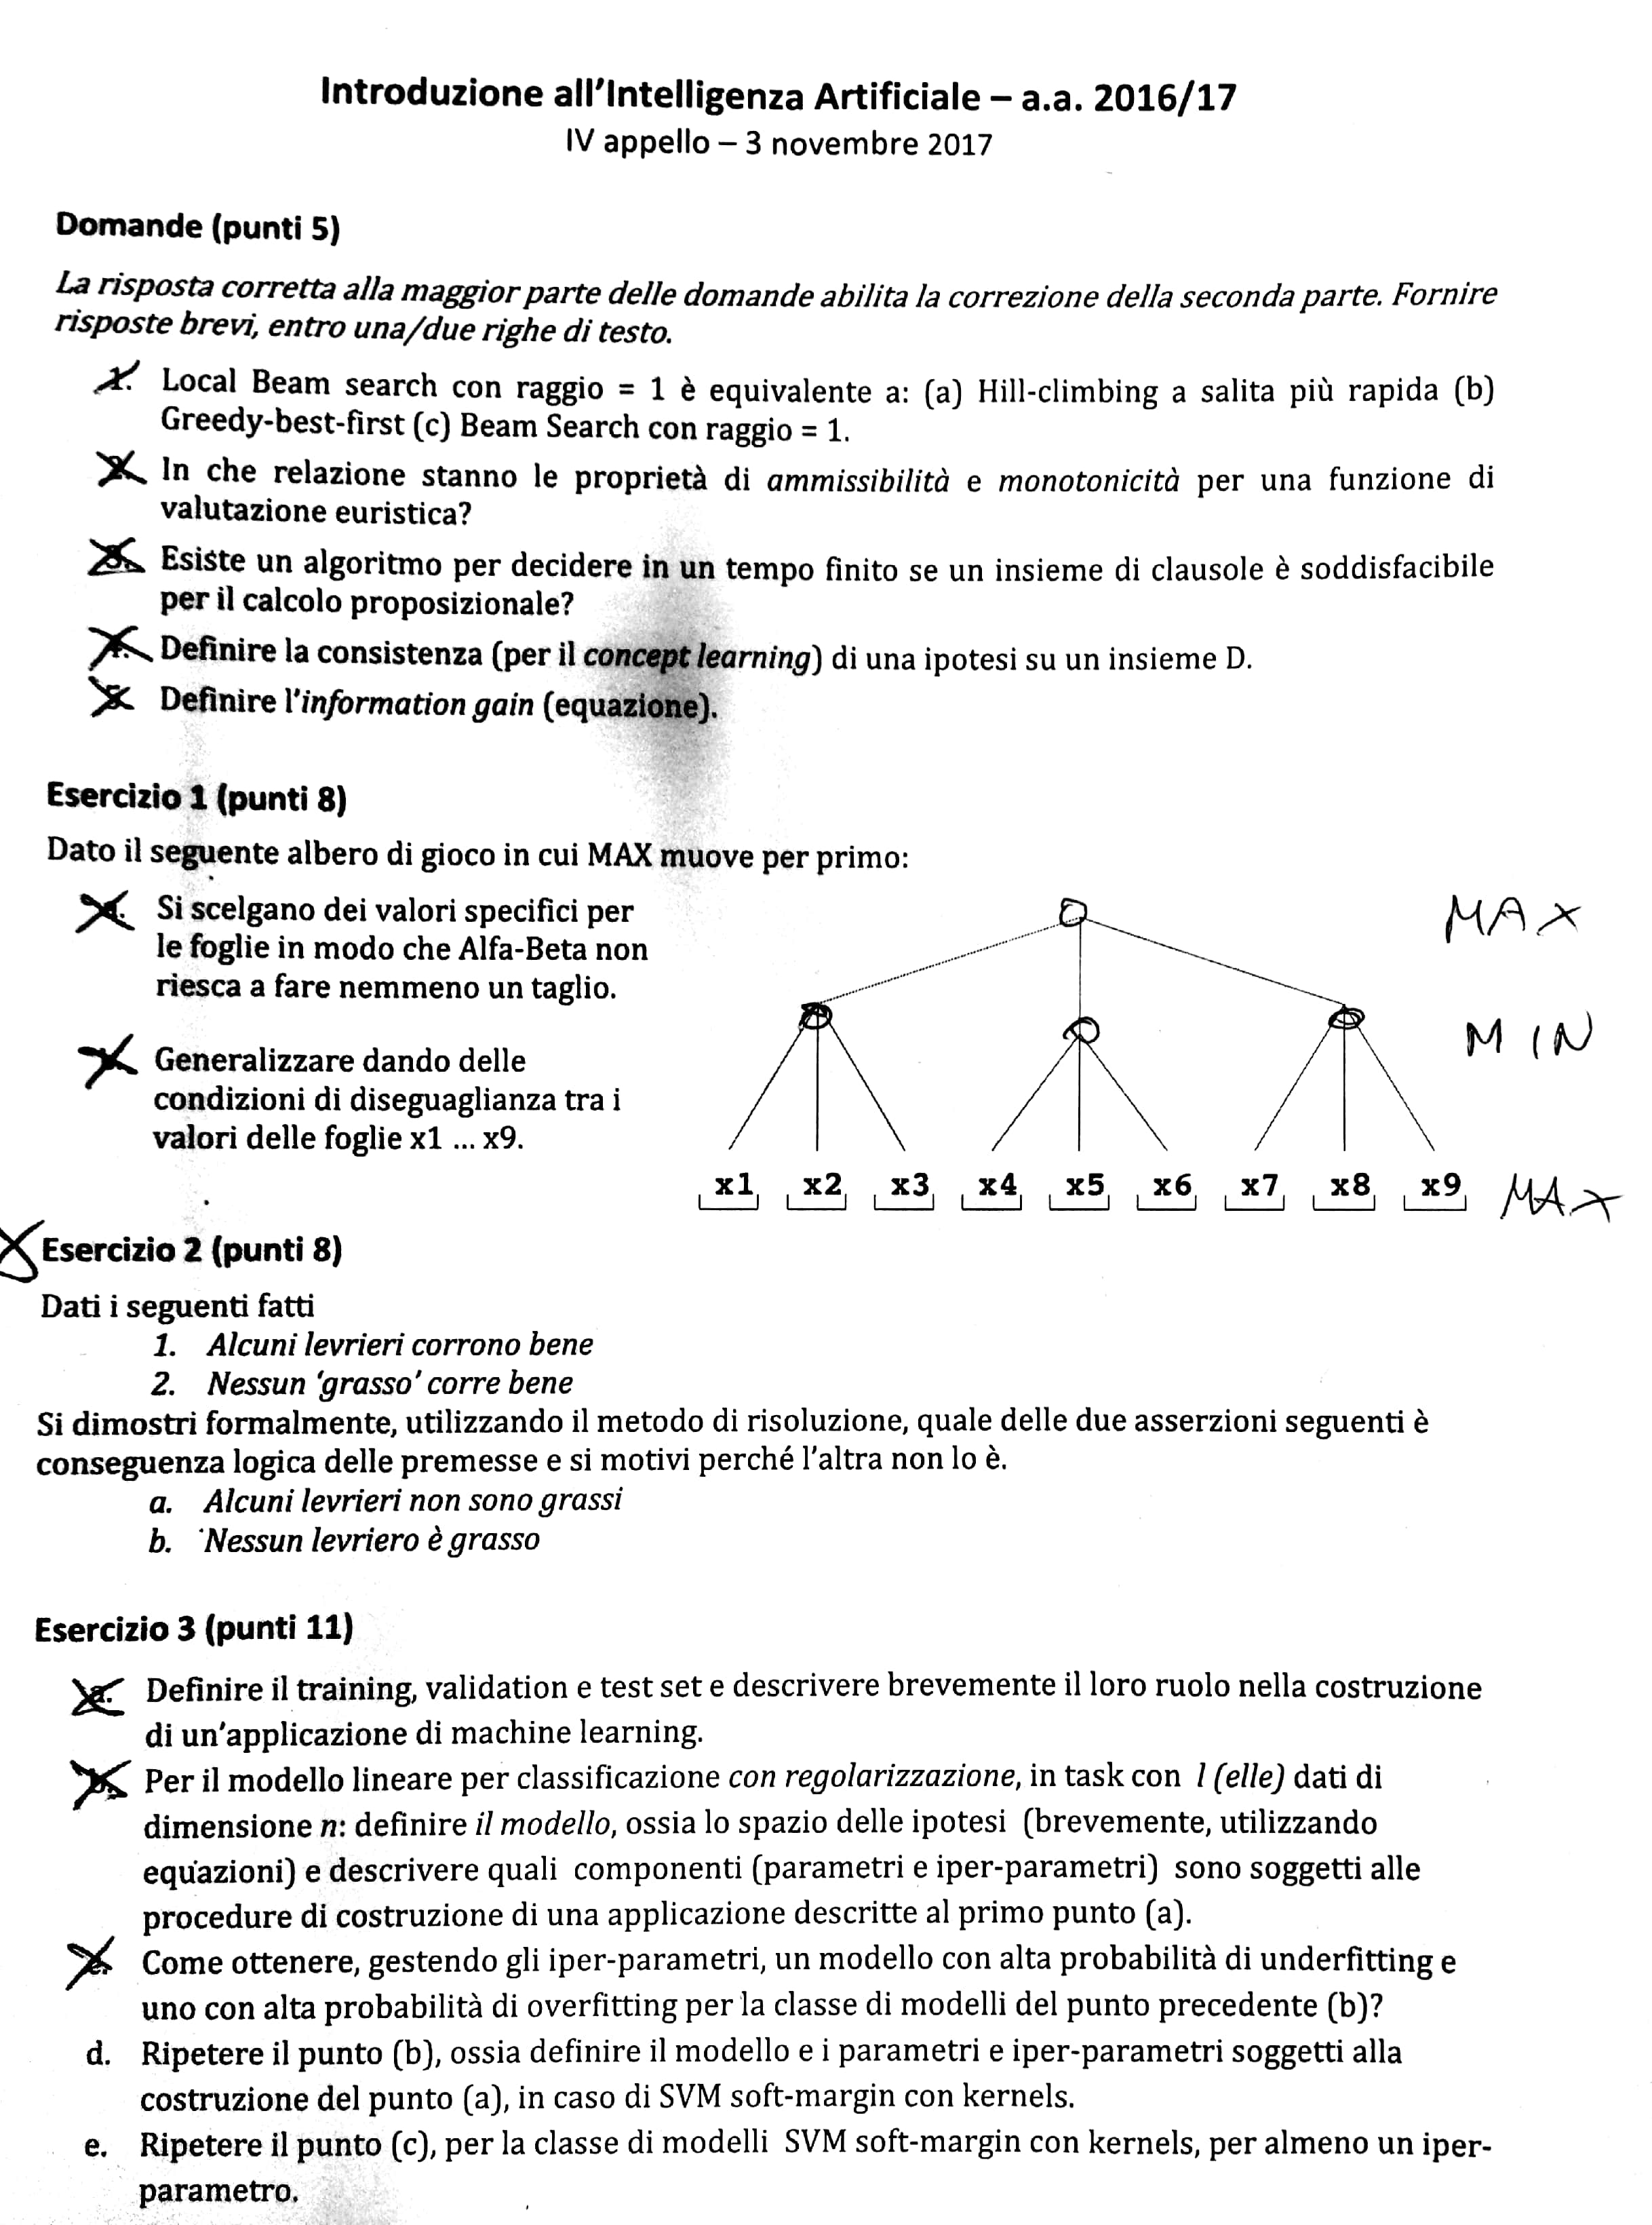 Introduzione all'Intelligenza Artificiale – a.a. 2016/17
IV appello – 3 novembre 2017
Domande (punti 5)
La risposta corretta alla maggior parte delle domande abilita la correzione della seconda parte. Fornire
risposte brevi, entro una/due righe di testo.
1. Local Beam search con raggio = 1 è equivalente a: (a) Hill-climbing a salita più rapida (b)
Greedy-best-first (c) Beam Search con raggio = 1.
In che relazione stanno le proprietà di ammissibilità e monotonicità per una funzione di
valutazione euristica?
Esiste un algoritmo per decidere in un tempo finito se un insieme di clausole è soddisfacibile
per il calcolo proposizionale?
Definire la consistenza (per il concept learning) di una ipotesi su un insieme D.
Definire l'information gain (equazione).
Esercizio 1 (punti 8)
Dato il seguente albero di gioco in cui MAX muove per primo:
Si scelgano dei valori specifici per
le foglie in modo che Alfa-Beta non
riesca a fare nemmeno un taglio.
Generalizzare dando delle
condizioni di diseguaglianza tra i
valori delle foglie x1 ... x9.
MAX
MIN
x1 x2 x3 x4 x5 x6 x7 x8 x9 MAX
Esercizio 2 (punti 8)
Dati i seguenti fatti
1. Alcuni levrieri corrono bene
2. Nessun 'grasso' corre bene
Si dimostri formalmente, utilizzando il metodo di risoluzione, quale delle due asserzioni seguenti è
conseguenza logica delle premesse e si motivi perché l'altra non lo è.
a. Alcuni levrieri non sono grassi
b. Nessun levriero è grasso
Esercizio 3 (punti 11)
a. Definire il training, validation e test set e descrivere brevemente il loro ruolo nella costruzione
di un'applicazione di machine learning.
Per il modello lineare per classificazione con regolarizzazione, in task con l (elle) dati di
dimensione n: definire il modello, ossia lo spazio delle ipotesi (brevemente, utilizzando
equazioni) e descrivere quali componenti (parametri e iper-parametri) sono soggetti alle
procedure di costruzione di una applicazione descritte al primo punto (a).
Come ottenere, gestendo gli iper-parametri, un modello con alta probabilità di underfitting e
uno con alta probabilità di overfitting per la classe di modelli del punto precedente (b)?
d. Ripetere il punto (b), ossia definire il modello e i parametri e iper-parametri soggetti alla
costruzione del punto (a), in caso di SVM soft-margin con kernels.
e. Ripetere il punto (c), per la classe di modelli SVM soft-margin con kernels, per almeno un iper-
parametro.